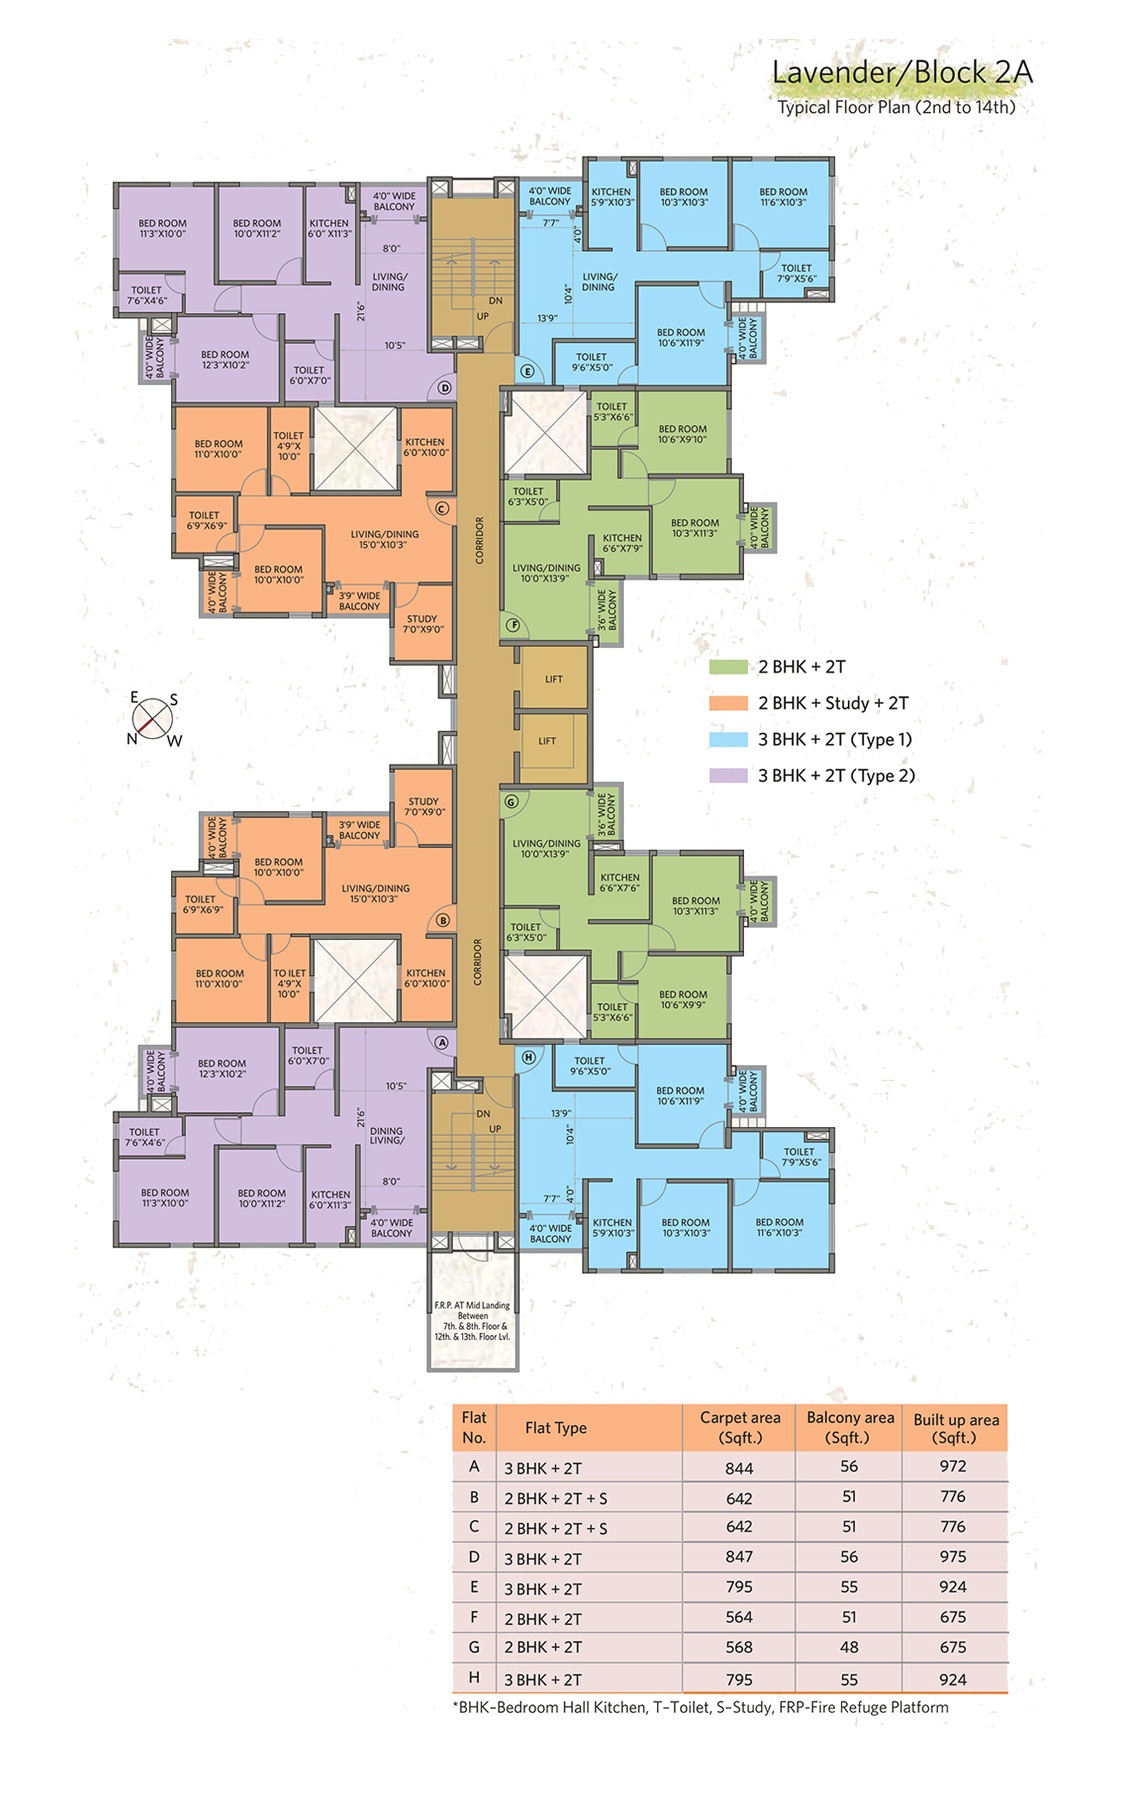 Lavender/Block 2A
Typical Floor Plan (2nd to 14th)
BED ROOM
11'3"X10'0"
BED ROOM
10'0"X11'2"
KITCHEN
6'0" X11'3"
4'0" WIDE
BALCONY
8'0"
LIVING/
DINING
21'6"
10'5"
TOILET
7'6"X4'6"
4'0" WIDE
BALCONY
BED ROOM
12'3"X10'2"
TOILET
6'0"X7'0"
D
DN
UP
4'0" WIDE
BALCONY
7'7"
4'0"
KITCHEN
5'9"X10'3"
BED ROOM
10'3"X10'3"
BED ROOM
11'6"X10'3"
LIVING/
DINING
10'4"
13'9"
TOILET
7'9"X5'6"
BED ROOM
10'6"X11'9"
4'0" WIDE
BALCONY
TOILET
9'6"X5'0"
E
BED ROOM
11'0"X10'0"
TOILET
4'9"X
10'0"
KITCHEN
6'0"X10'0"
TOILET
6'9"X6'9"
C
LIVING/DINING
15'0"X10'3"
BED ROOM
10'0"X10'0"
4'0" WIDE
BALCONY
3'9" WIDE
BALCONY
STUDY
7'0"X9'0"
CORRIDOR
TOILET
5'3"X6'6"
BED ROOM
10'6"X9'10"
TOILET
6'3"X5'0"
KITCHEN
6'6"X7'9"
BED ROOM
10'3"X11'3"
4'0" WIDE
BALCONY
LIVING/DINING
10'0"X13'9"
3'6" WIDE
BALCONY
F
LIFT
LIFT
E
S
N
W
2 BHK + 2T
2 BHK + Study + 2T
3 BHK + 2T (Type 1)
3 BHK + 2T (Type 2)
STUDY
7'0"X9'0"
3'9" WIDE
BALCONY
4'0" WIDE
BALCONY
BED ROOM
10'0"X10'0"
LIVING/DINING
15'0"X10'3"
TOILET
6'9"X6'9"
B
BED ROOM
11'0"X10'0"
TO ILET
4'9"X
10'0"
KITCHEN
6'0"X10'0"
CORRIDOR
G
3'6" WIDE
BALCONY
LIVING/DINING
10'0"X13'9"
KITCHEN
6'6"X7'6"
BED ROOM
10'3"X11'3"
4'0" WIDE
BALCONY
TOILET
6'3"X5'0"
TOILET
5'3"X6'6"
BED ROOM
10'6"X9'9"
4'0" WIDE
BALCONY
BED ROOM
12'3"X10'2"
TOILET
6'0"X7'0"
A
10'5"
21'6"
DINING
LIVING/
8'0"
TOILET
7'6"X4'6"
BED ROOM
11'3"X10'0"
BED ROOM
10'0"X11'2"
KITCHEN
6'0"X11'3"
4'0" WIDE
BALCONY
DN
UP
H
TOILET
9'6"X5'0"
BED ROOM
10'6"X11'9"
4'0" WIDE
BALCONY
13'9"
10'4"
7'7"
4'0"
4'0" WIDE
BALCONY
KITCHEN
5'9"X10'3"
BED ROOM
10'3"X10'3"
BED ROOM
11'6"X10'3"
TOILET
7'9"X5'6"
F.R.P. AT Mid Landing
Between
7th. & 8th. Floor &
12th. & 13th. Floor Lvl.
Flat No. Flat Type Carpet area (Sqft.) Balcony area (Sqft.) Built up area (Sqft.)
A 3 BHK + 2T 844 56 972
B 2 BHK + 2T + S 642 51 776
C 2 BHK + 2T + S 642 51 776
D 3 BHK + 2T 847 56 975
E 3 BHK + 2T 795 55 924
F 2 BHK + 2T 564 51 675
G 2 BHK + 2T 568 48 675
H 3 BHK + 2T 795 55 924
*BHK–Bedroom Hall Kitchen, T–Toilet, S–Study, FRP-Fire Refuge Platform